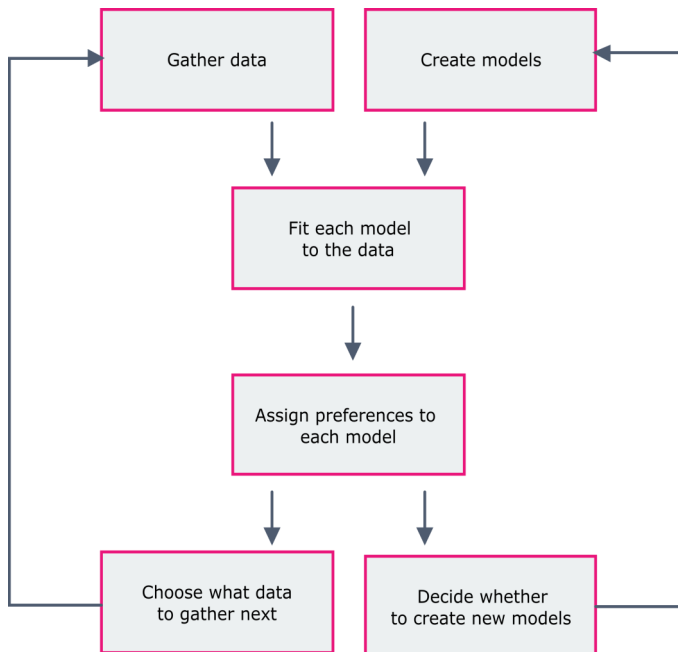 Gather data
Create models
Fit each model
to the data
Assign preferences to
each model
Choose what data
to gather next
Decide whether
to create new models